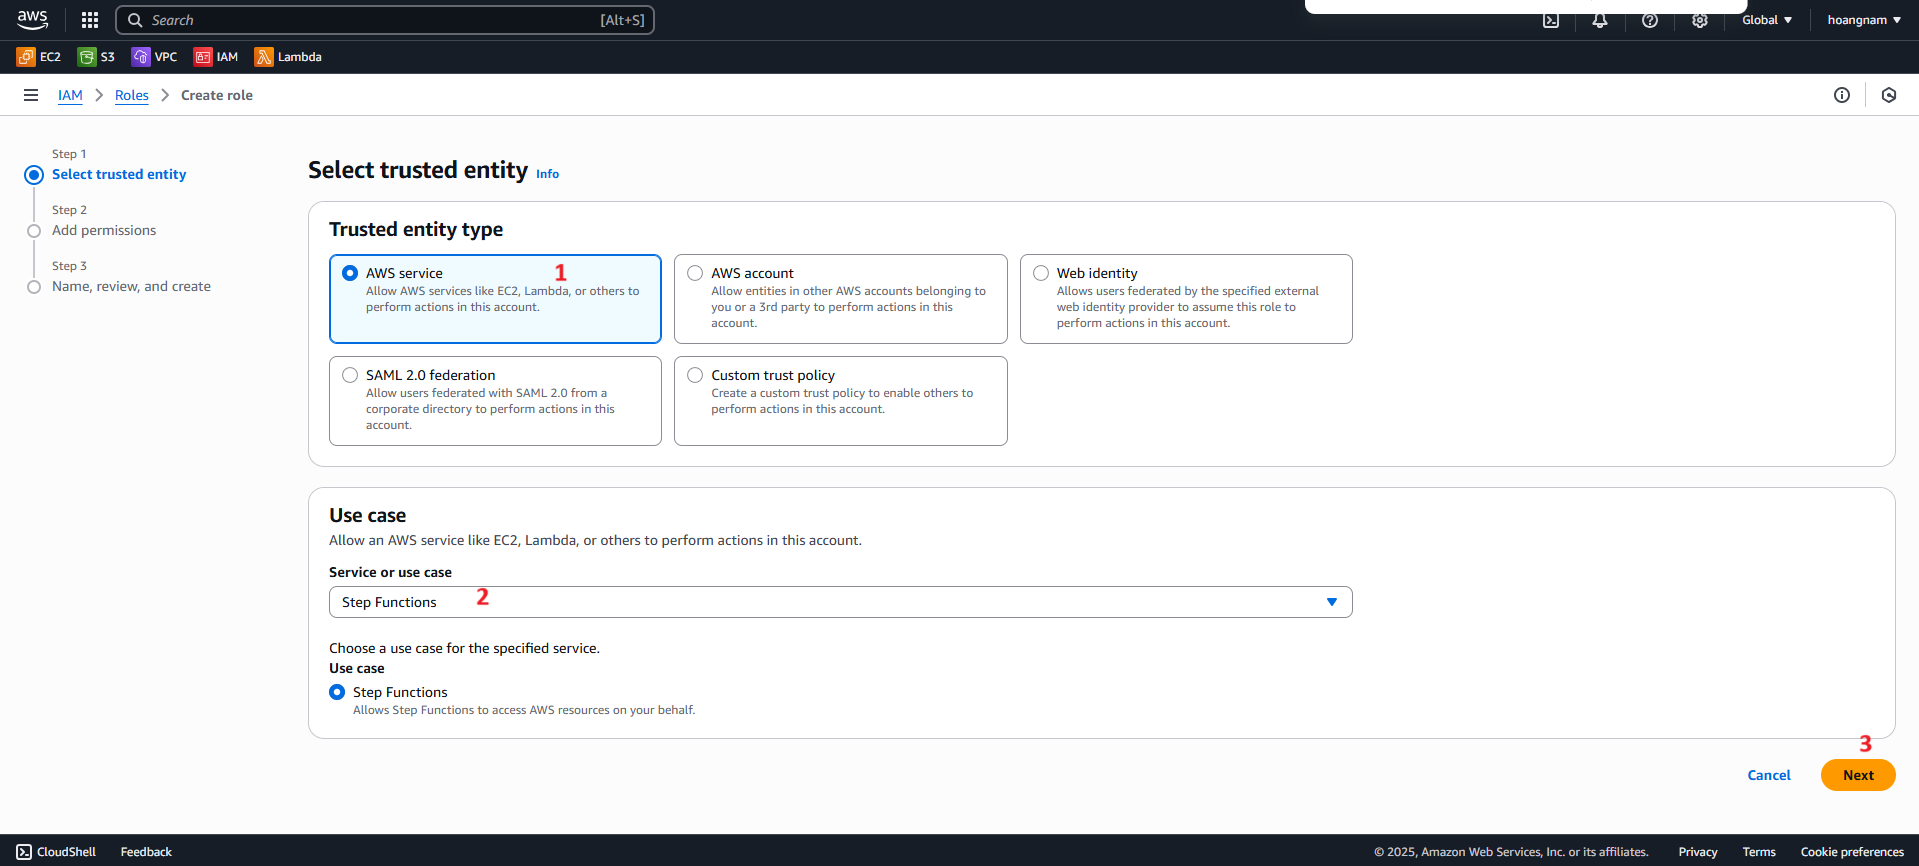 aws
Search
[Alt+S]
Global
hoangnam
EC2
S3
VPC
IAM
Lambda
IAM
Roles
Create role
Step 1
Select trusted entity
Step 2
Add permissions
Step 3
Name, review, and create
Select trusted entity Info
Trusted entity type
AWS service 1
Allow AWS services like EC2, Lambda, or others to
perform actions in this account.
AWS account
Allow entities in other AWS accounts belonging to
you or a 3rd party to perform actions in this
account.
Web identity
Allows users federated by the specified external
web identity provider to assume this role to
perform actions in this account.
SAML 2.0 federation
Allow users federated with SAML 2.0 from a
corporate directory to perform actions in this
account.
Custom trust policy
Create a custom trust policy to enable others to
perform actions in this account.
Use case
Allow an AWS service like EC2, Lambda, or others to perform actions in this account.
Service or use case
Step Functions 2
Choose a use case for the specified service.
Use case
Step Functions
Allows Step Functions to access AWS resources on your behalf.
3
Cancel
Next
CloudShell
Feedback
© 2025, Amazon Web Services, Inc. or its affiliates.
Privacy
Terms
Cookie preferences